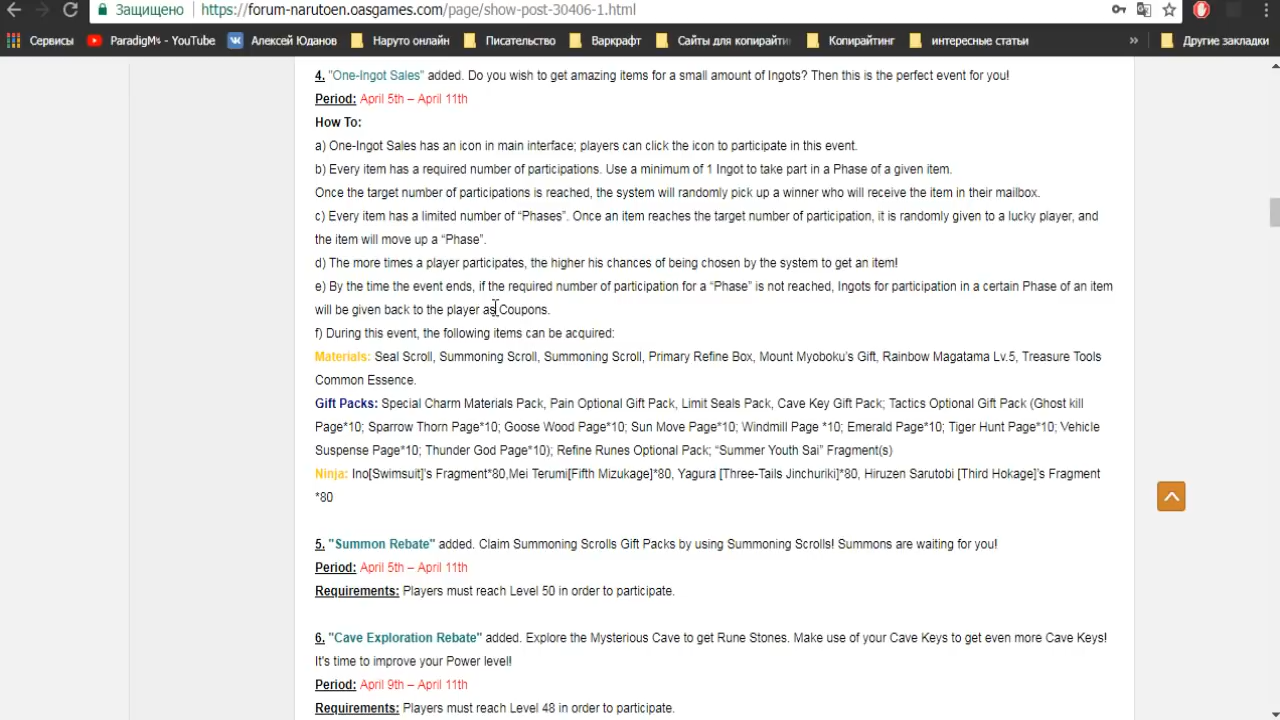 Защищено https://forum-narutoen.oasgames.com/page/show-post-30406-1.html
Сервисы ParadigMъ - YouTube Алексей Юданов Наруто онлайн Писательство Варкрафт Сайты для копирайти Копирайтинг интересные статьи » Другие закладки
4. "One-Ingot Sales" added. Do you wish to get amazing items for a small amount of Ingots? Then this is the perfect event for you!
Period: April 5th – April 11th
How To:
a) One-Ingot Sales has an icon in main interface; players can click the icon to participate in this event.
b) Every item has a required number of participations. Use a minimum of 1 Ingot to take part in a Phase of a given item.
Once the target number of participations is reached, the system will randomly pick up a winner who will receive the item in their mailbox.
c) Every item has a limited number of “Phases”. Once an item reaches the target number of participation, it is randomly given to a lucky player, and
the item will move up a “Phase”.
d) The more times a player participates, the higher his chances of being chosen by the system to get an item!
e) By the time the event ends, if the required number of participation for a “Phase” is not reached, Ingots for participation in a certain Phase of an item
will be given back to the player as Coupons.
f) During this event, the following items can be acquired:
Materials: Seal Scroll, Summoning Scroll, Summoning Scroll, Primary Refine Box, Mount Myoboku’s Gift, Rainbow Magatama Lv.5, Treasure Tools
Common Essence.
Gift Packs: Special Charm Materials Pack, Pain Optional Gift Pack, Limit Seals Pack, Cave Key Gift Pack; Tactics Optional Gift Pack (Ghost kill
Page*10; Sparrow Thorn Page*10; Goose Wood Page*10; Sun Move Page*10; Windmill Page *10; Emerald Page*10; Tiger Hunt Page*10; Vehicle
Suspense Page*10; Thunder God Page*10); Refine Runes Optional Pack; “Summer Youth Sai” Fragment(s)
Ninja: Ino[Swimsuit]’s Fragment*80,Mei Terumi[Fifth Mizukage]*80, Yagura [Three-Tails Jinchuriki]*80, Hiruzen Sarutobi [Third Hokage]’s Fragment
*80
5. "Summon Rebate" added. Claim Summoning Scrolls Gift Packs by using Summoning Scrolls! Summons are waiting for you!
Period: April 5th – April 11th
Requirements: Players must reach Level 50 in order to participate.
6. "Cave Exploration Rebate" added. Explore the Mysterious Cave to get Rune Stones. Make use of your Cave Keys to get even more Cave Keys!
It's time to improve your Power level!
Period: April 9th – April 11th
Requirements: Players must reach Level 48 in order to participate.